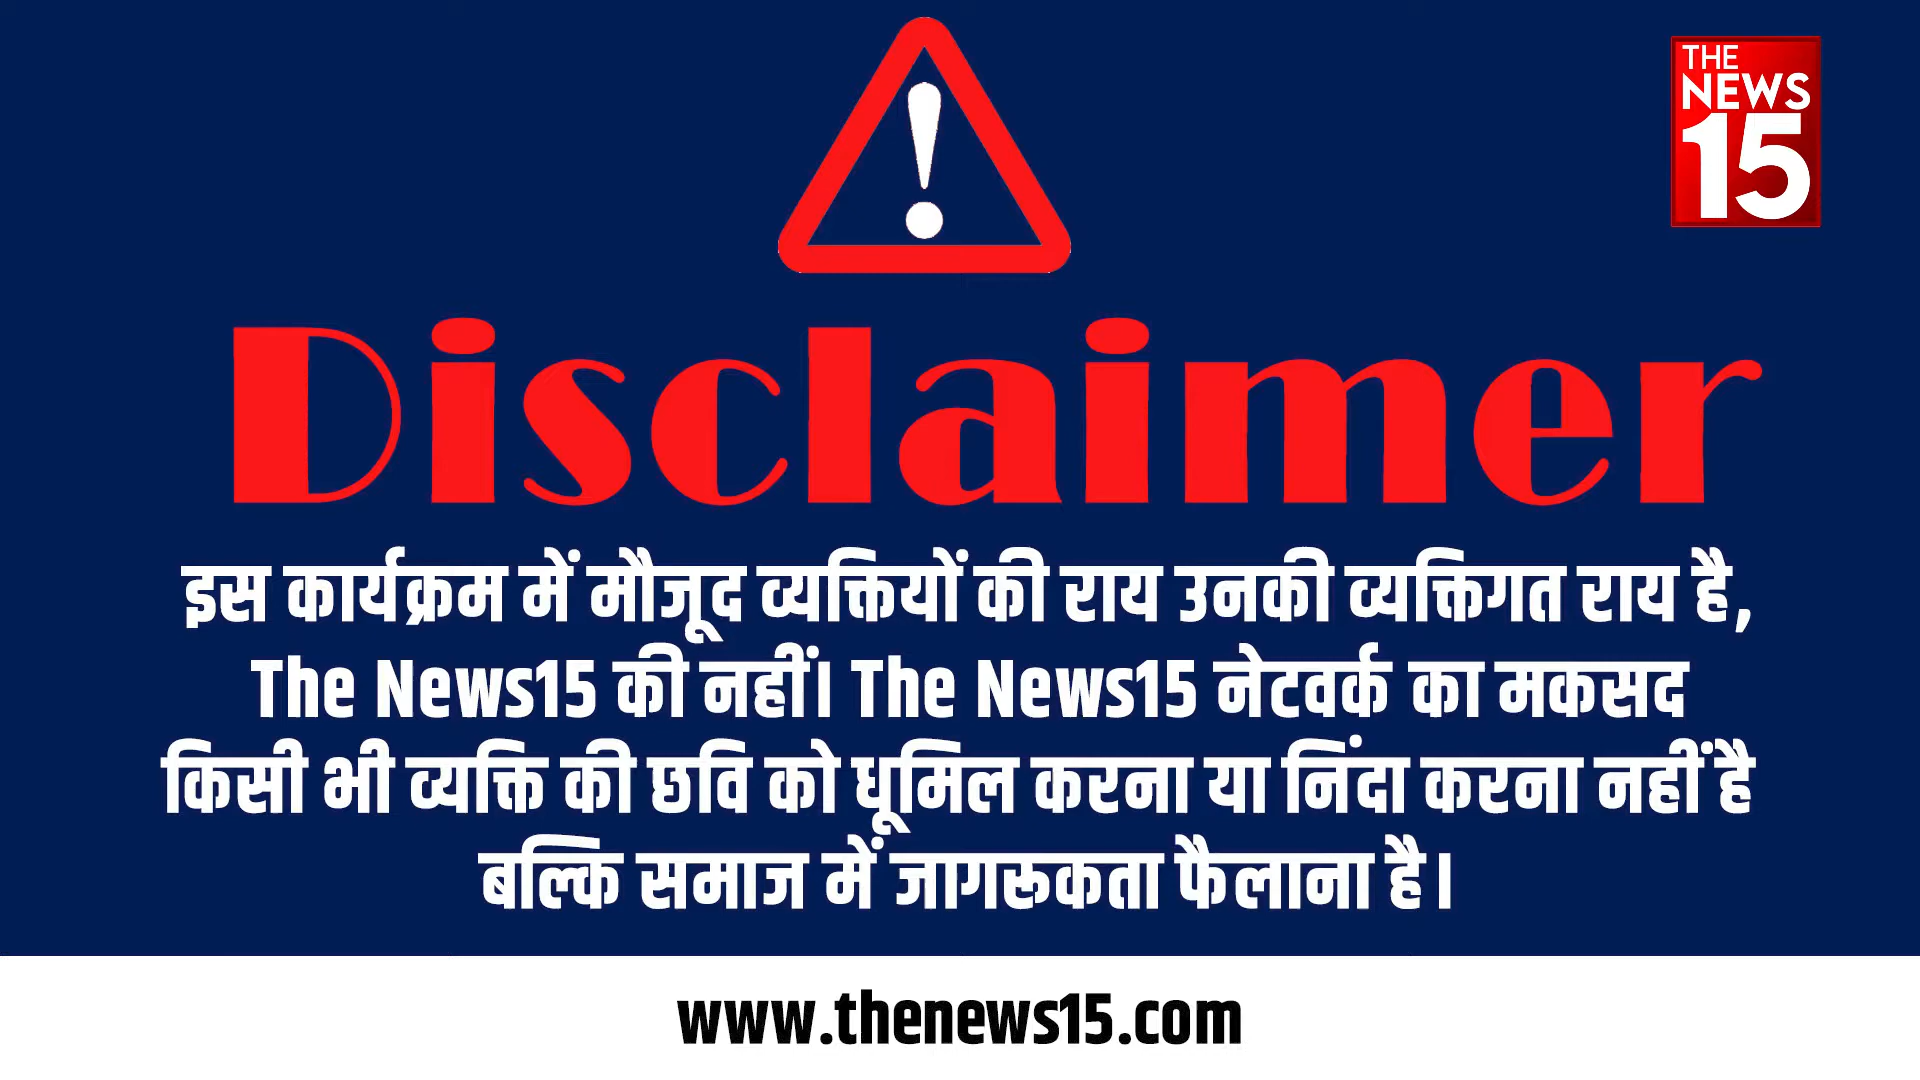 THE
NEWS
15
Disclaimer
इस कार्यक्रम में मौजूद व्यक्तियों की राय उनकी व्यक्तिगत राय है,
The News15 की नहीं। The News15 नेटवर्क का मकसद
किसी भी व्यक्ति की छवि को धूमिल करना या निंदा करना नहीं है
बल्कि समाज में जागरूकता फैलाना है।
www.thenews15.com